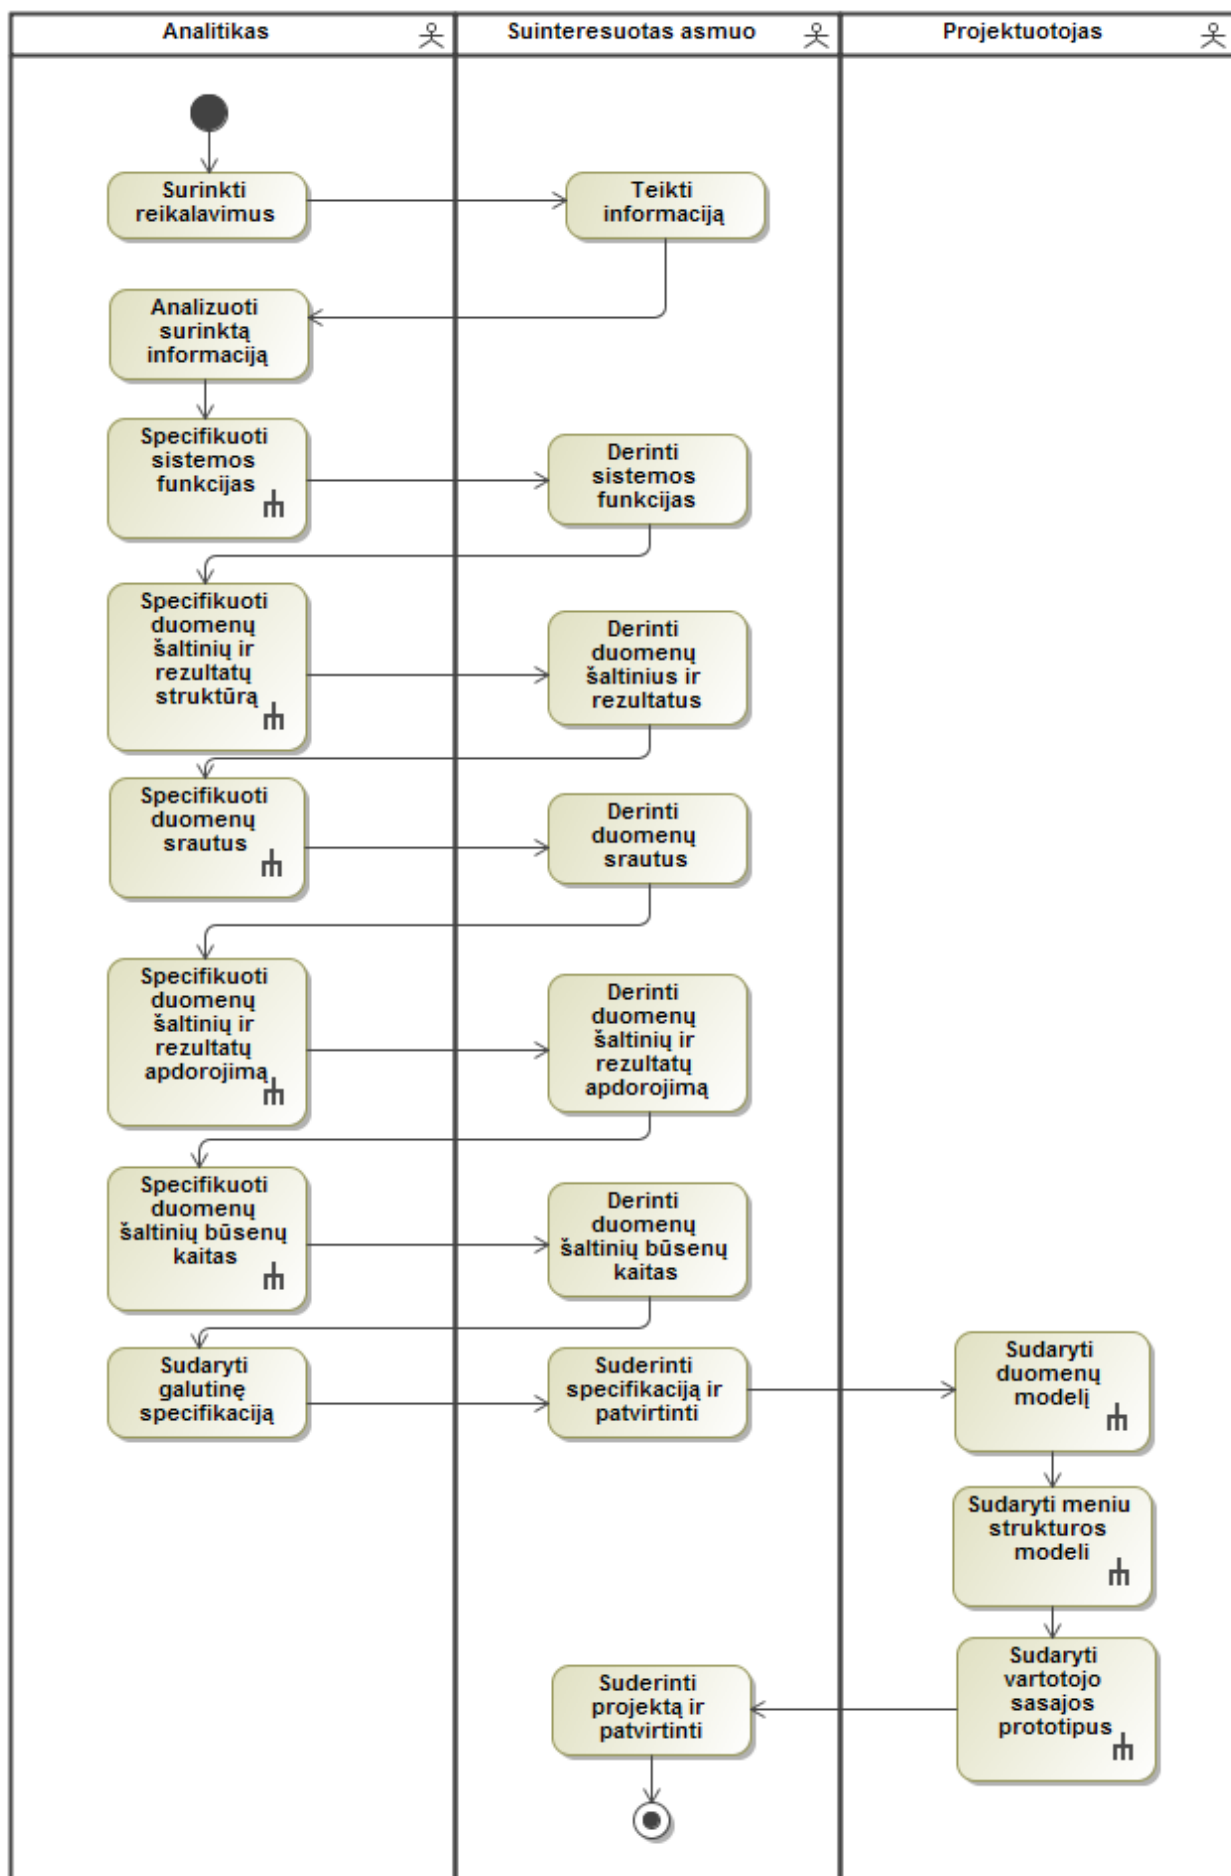 Analitikas
Suinteresuotas asmuo
Projektuotojas
Surinkti
reikalavimus
Teikti
informaciją
Analizuoti
surinktą
informaciją
Specifikuoti
sistemos
funkcijas
Derinti
sistemos
funkcijas
Specifikuoti
duomenų
šaltinių ir
rezultatų
struktūrą
Derinti
duomenų
šaltinius ir
rezultatus
Specifikuoti
duomenų
srautus
Derinti
duomenų
srautus
Specifikuoti
duomenų
šaltinių ir
rezultatų
apdorojimą
Derinti
duomenų
šaltinių ir
rezultatų
apdorojimą
Specifikuoti
duomenų
šaltinių būsenų
kaitas
Derinti
duomenų
šaltinių būsenų
kaitas
Sudaryti
galutinę
specifikaciją
Suderinti
specifikaciją ir
patvirtinti
Sudaryti
duomenų
modelį
Sudaryti meniu
strukturos
modeli
Sudaryti
vartotojo
sasajos
prototipus
Suderinti
projektą ir
patvirtinti